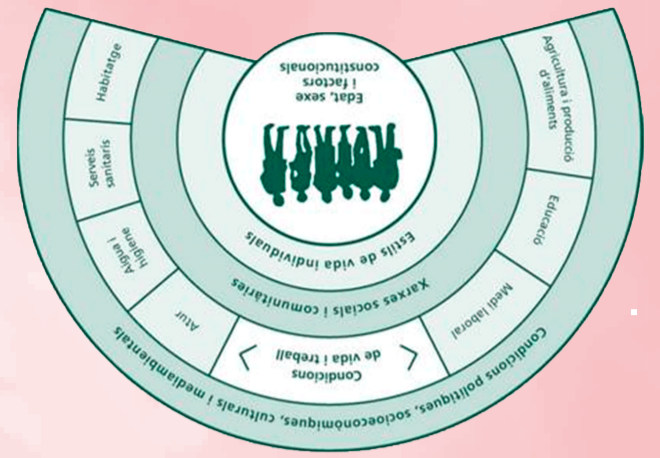 Condicions polítiques, socioeconòmiques, culturals i mediambientals
Condicions
de vida i treball
Agricultura i producció
d'aliments
Educació
Medi laboral
Atur
Aigua i
higiene
Serveis
sanitaris
Habitatge
Xarxes socials i comunitàries
Estils de vida individuals
Edat, sexe
i factors
constitucionals